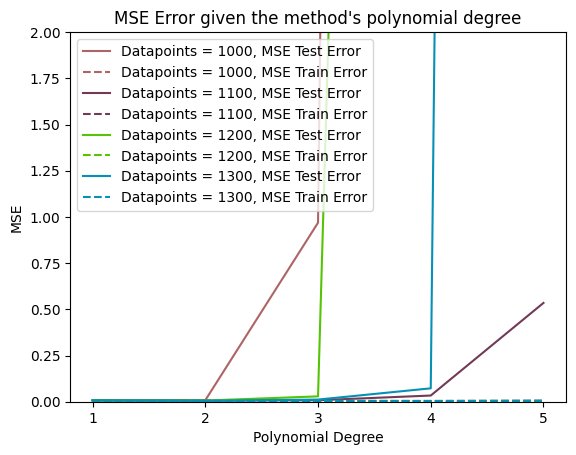 MSE Error given the method's polynomial degree
2.00
1.75
1.50
1.25
1.00
0.75
0.50
0.25
0.00
MSE
Datapoints = 1000, MSE Test Error
Datapoints = 1000, MSE Train Error
Datapoints = 1100, MSE Test Error
Datapoints = 1100, MSE Train Error
Datapoints = 1200, MSE Test Error
Datapoints = 1200, MSE Train Error
Datapoints = 1300, MSE Test Error
Datapoints = 1300, MSE Train Error
1 2 3 4 5
Polynomial Degree